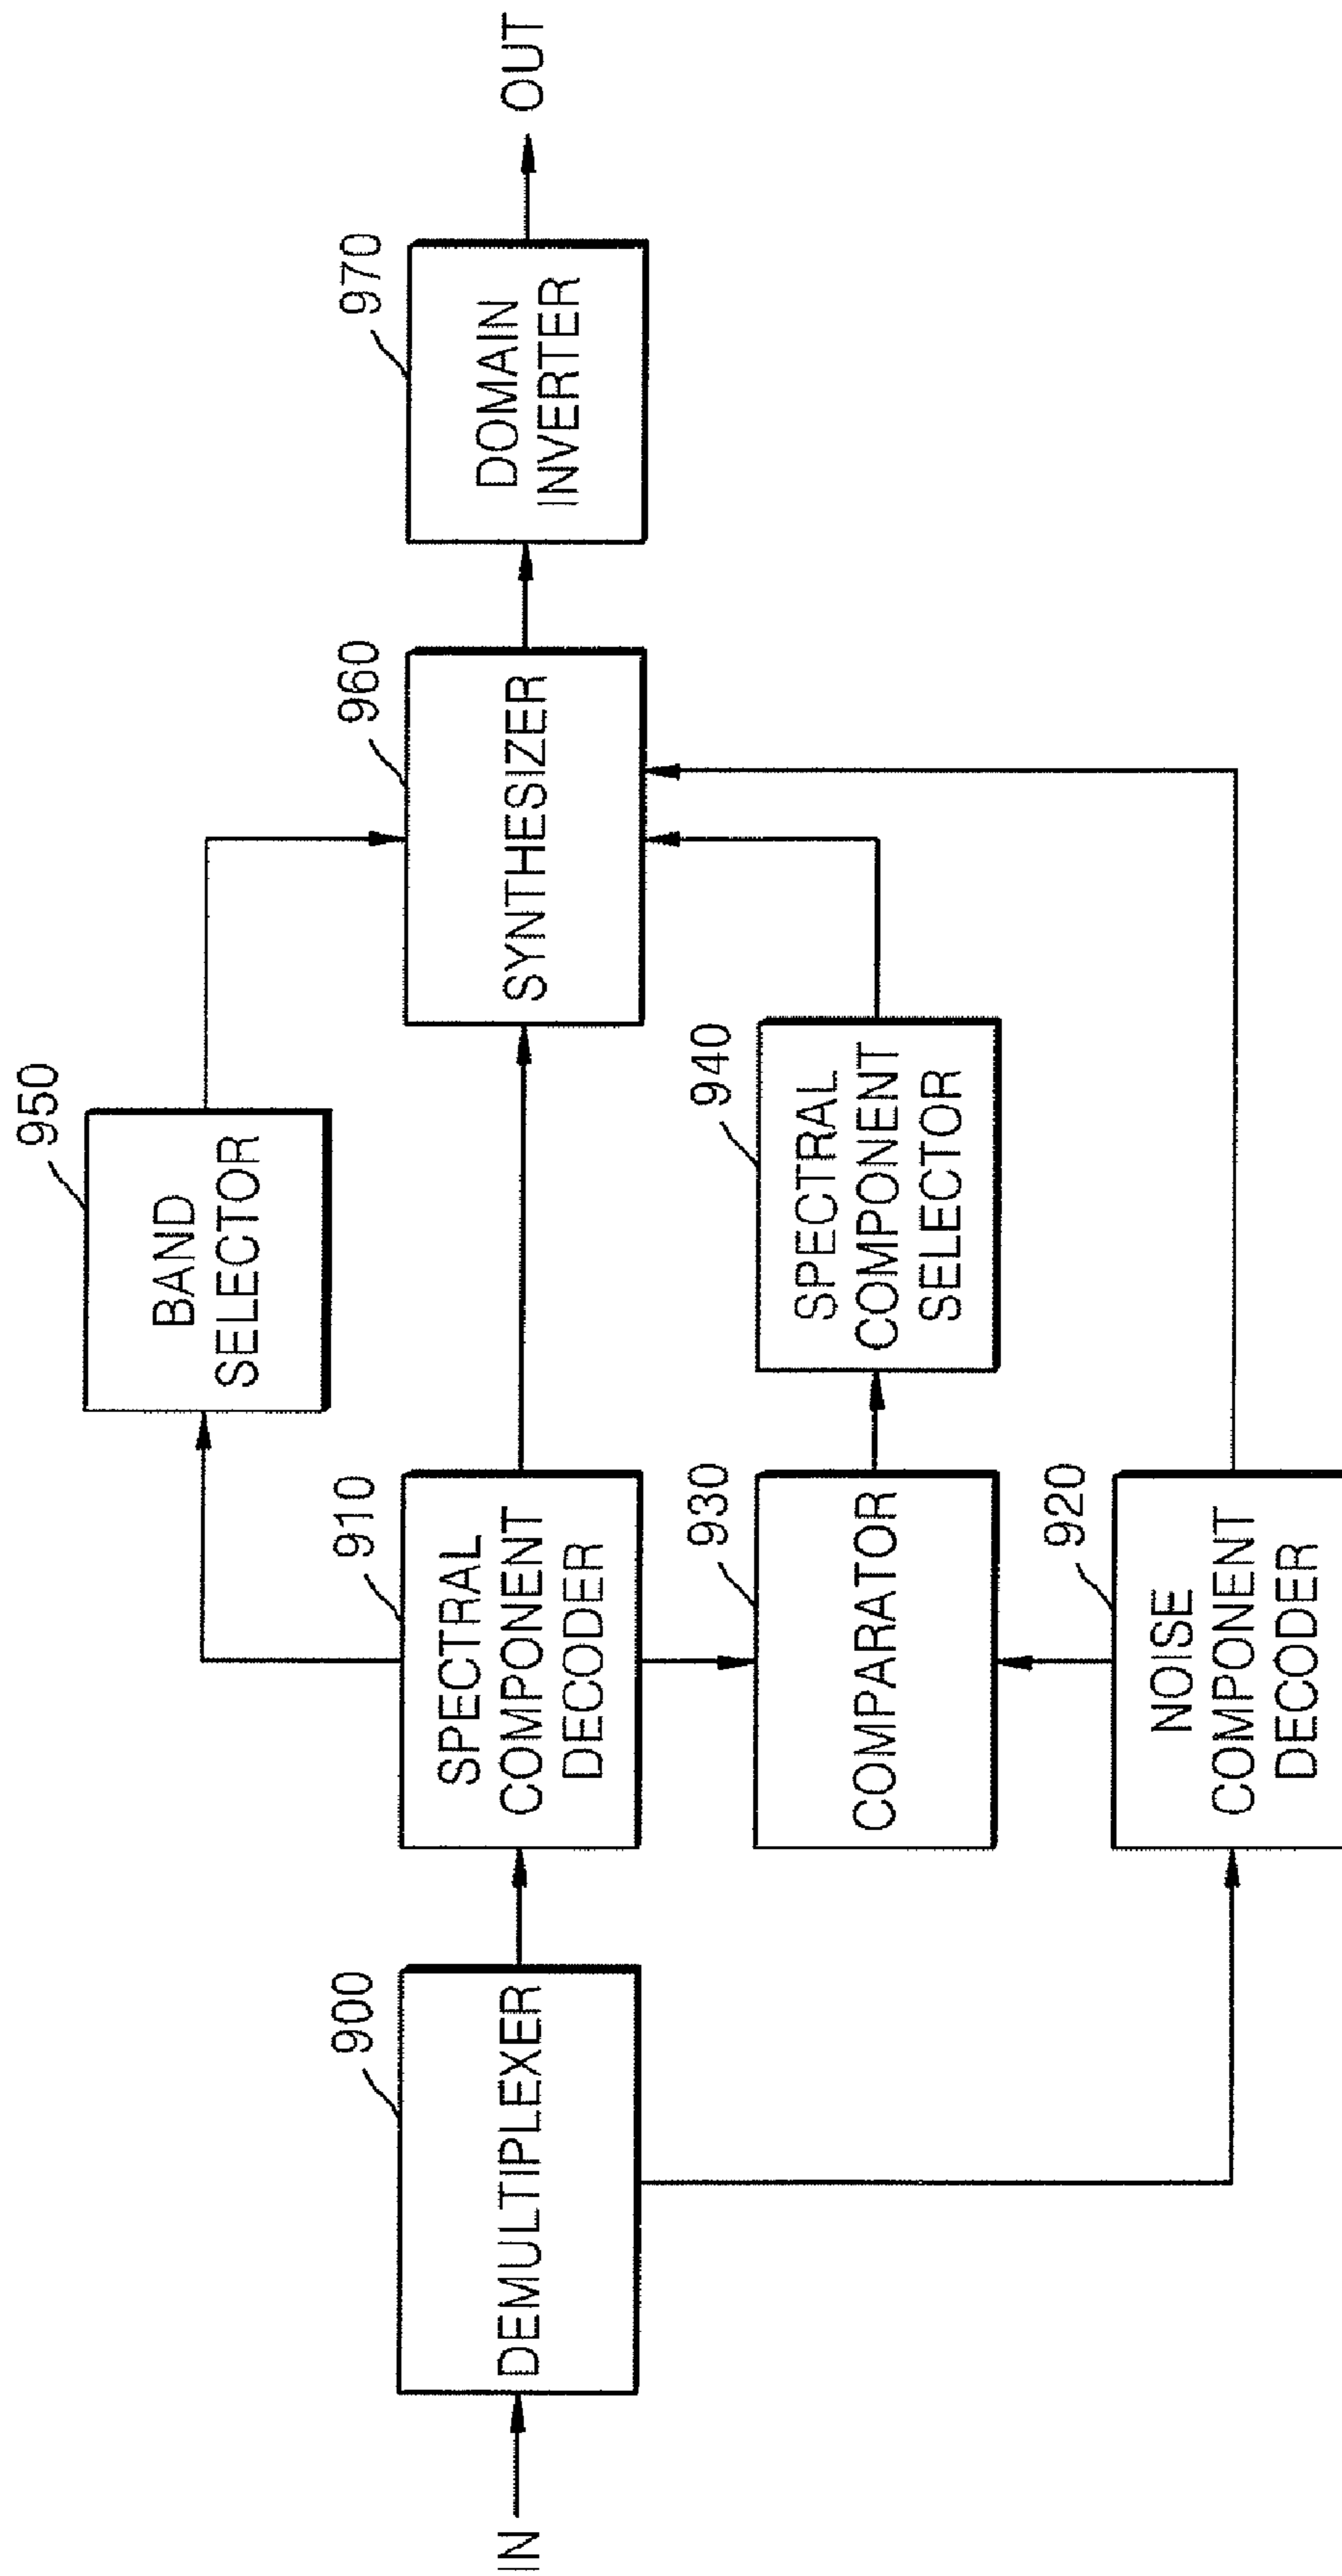 IN
900
DEMULTIPLEXER
910
SPECTRAL
COMPONENT
DECODER
950
BAND
SELECTOR
930
COMPARATOR
920
NOISE
COMPONENT
DECODER
940
SPECTRAL
COMPONENT
SELECTOR
960
SYNTHESIZER
970
DOMAIN
INVERTER
OUT